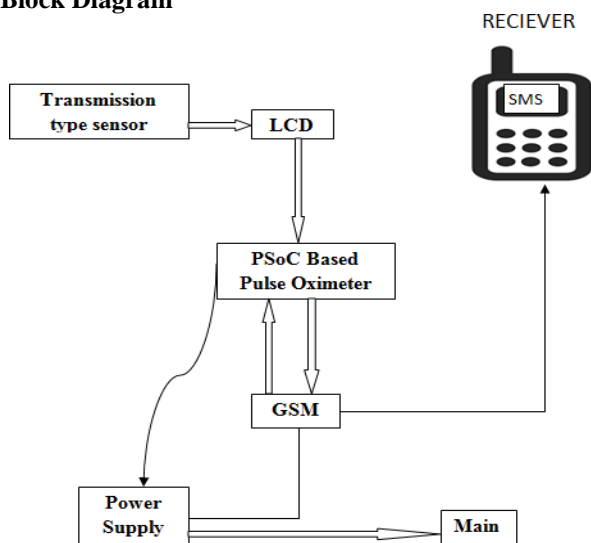 Block Diagram
RECIEVER
SMS
Transmission
type sensor
LCD
PSoC Based
Pulse Oximeter
GSM
Power
Supply
Main